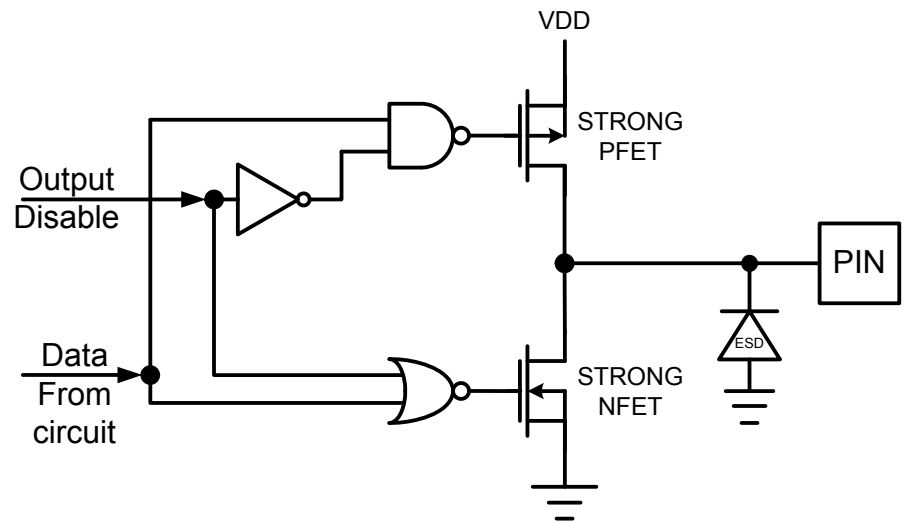 VDD
STRONG
PFET
Output
Disable
PIN
ESD
Data
From
circuit
STRONG
NFET